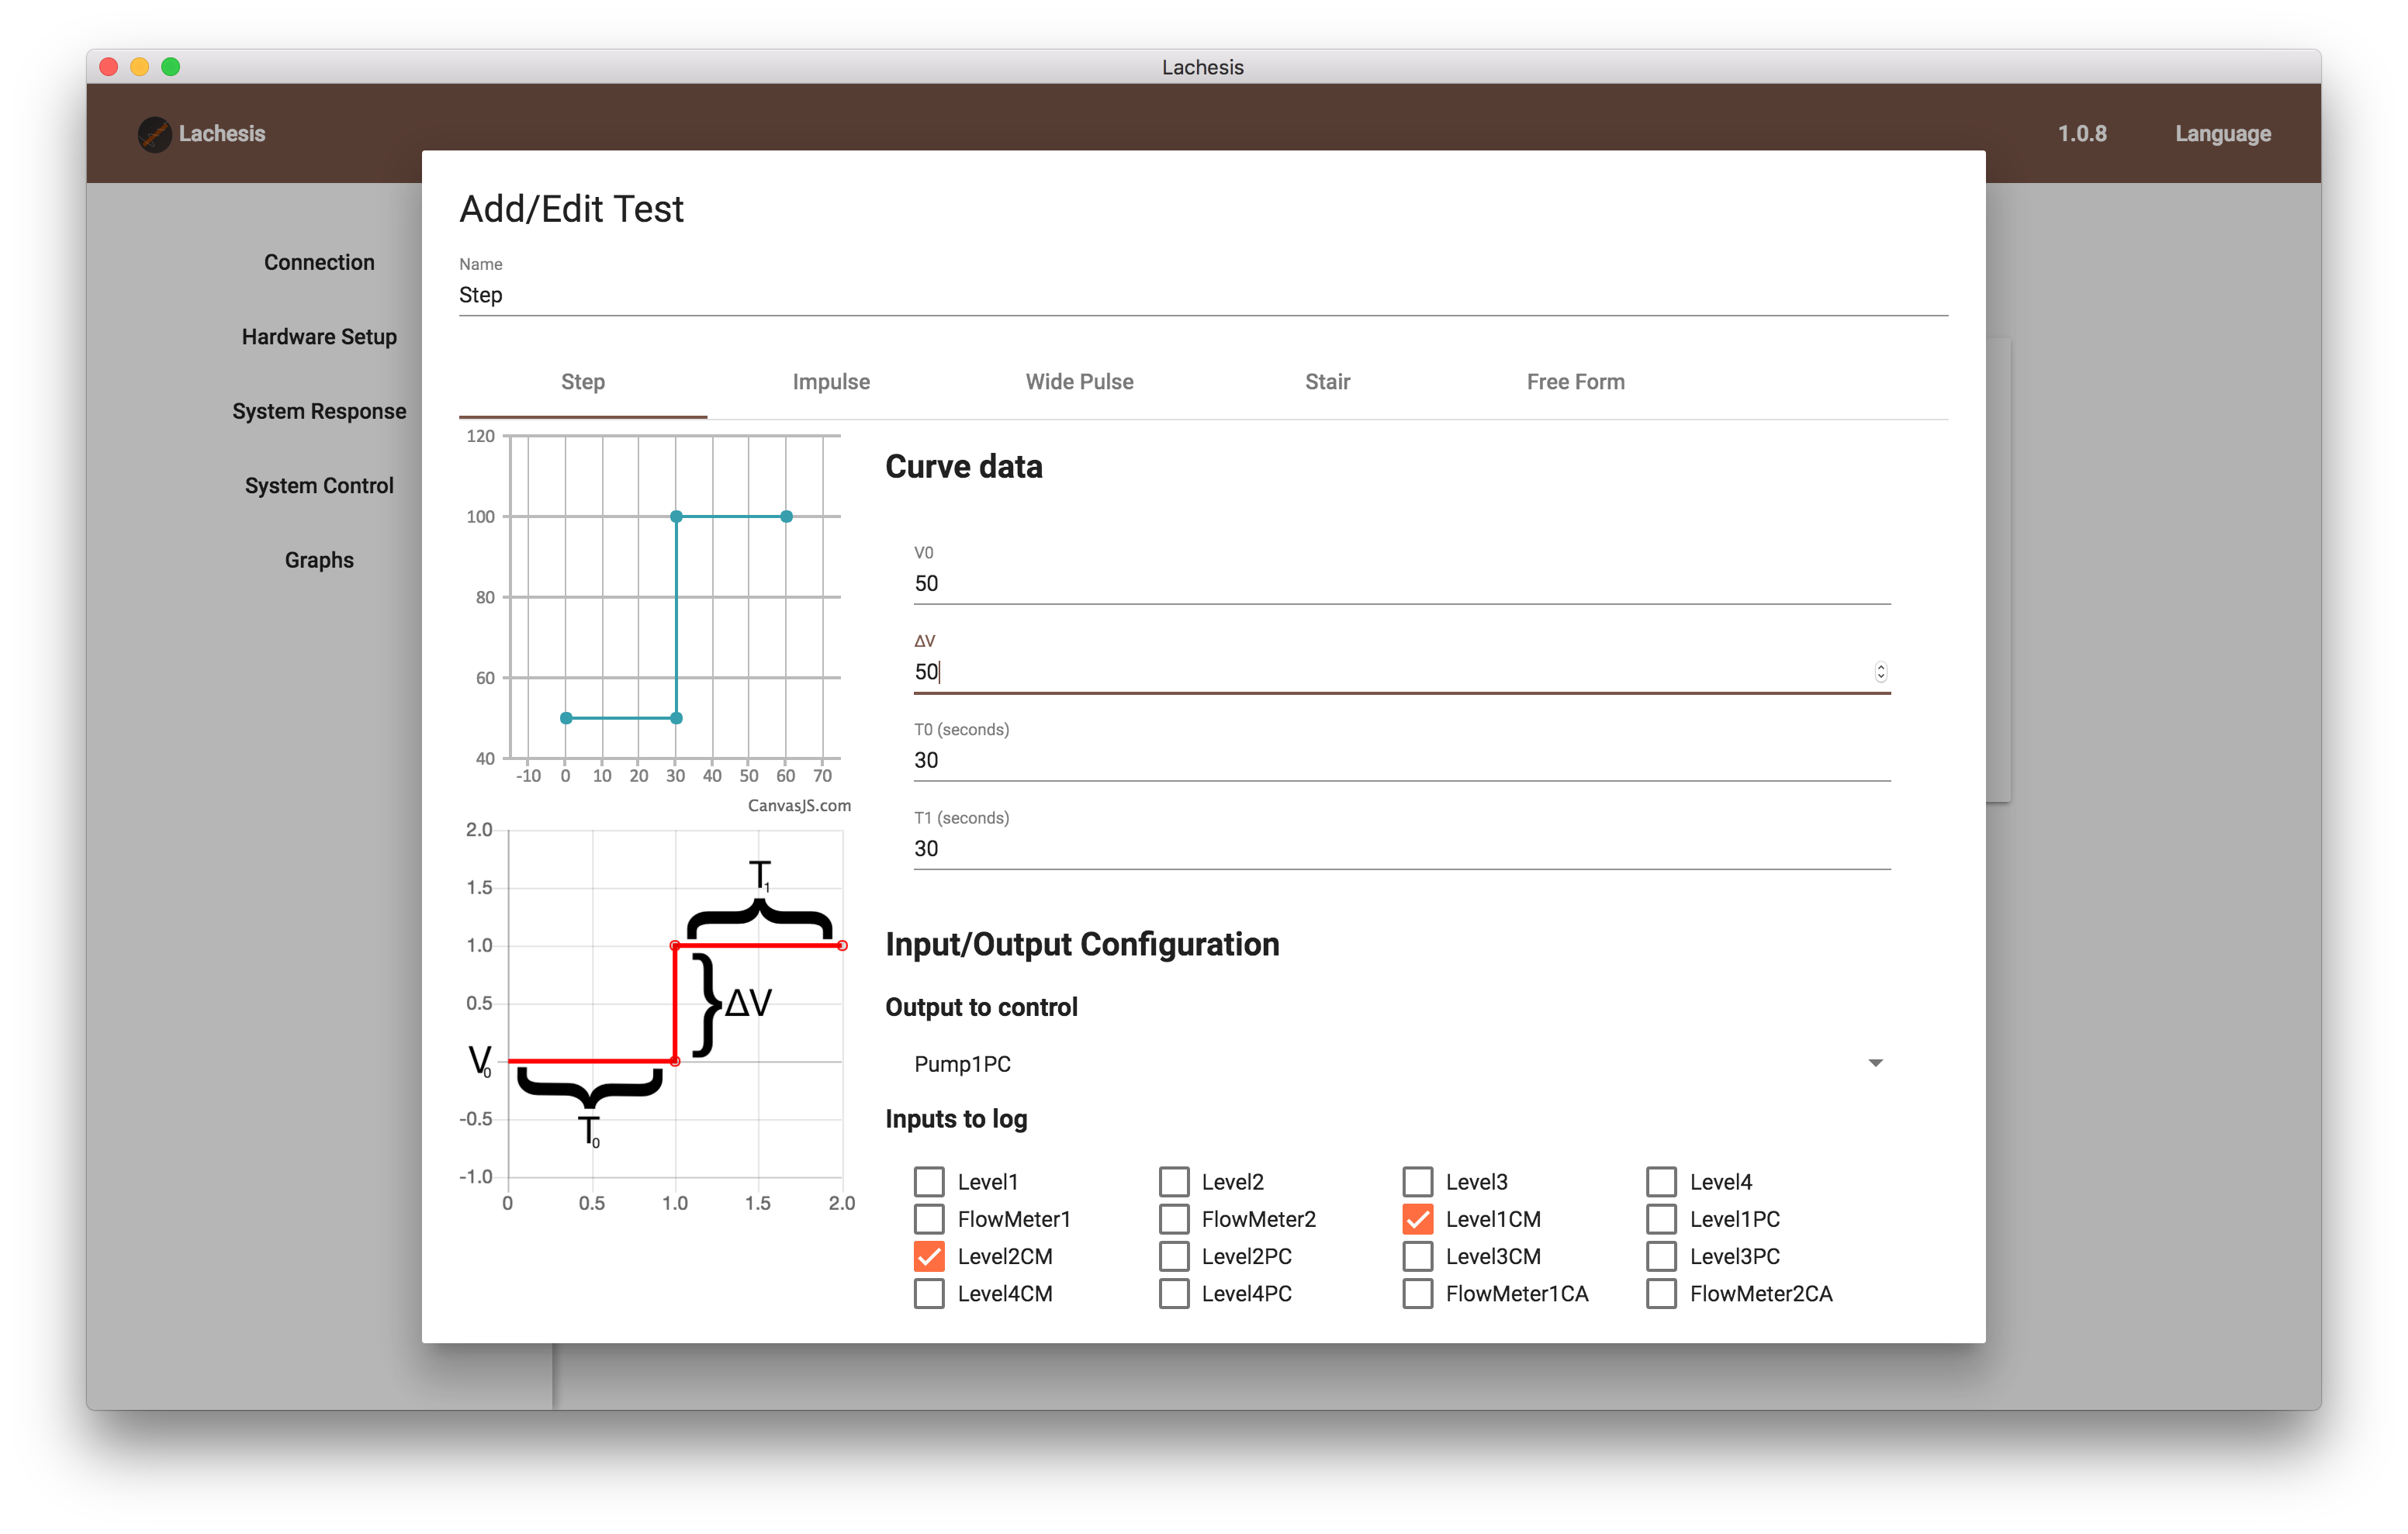 Lachesis
Lachesis
1.0.8
Language
Connection
Hardware Setup
System Response
System Control
Graphs
Add/Edit Test
Name
Step
Step
Impulse
Wide Pulse
Stair
Free Form
120
100
80
60
40
-10 0 10 20 30 40 50 60 70
CanvasJS.com
2.0
1.5
1.0
0.5
V0
-0.5
-1.0
0 0.5 1.0 1.5 2.0
T1
ΔV
T0
Curve data
V0
50
ΔV
50
T0 (seconds)
30
T1 (seconds)
30
Input/Output Configuration
Output to control
Pump1PC
Inputs to log
Level1 Level2 Level3 Level4
FlowMeter1 FlowMeter2 Level1CM Level1PC
Level2CM Level2PC Level3CM Level3PC
Level4CM Level4PC FlowMeter1CA FlowMeter2CA